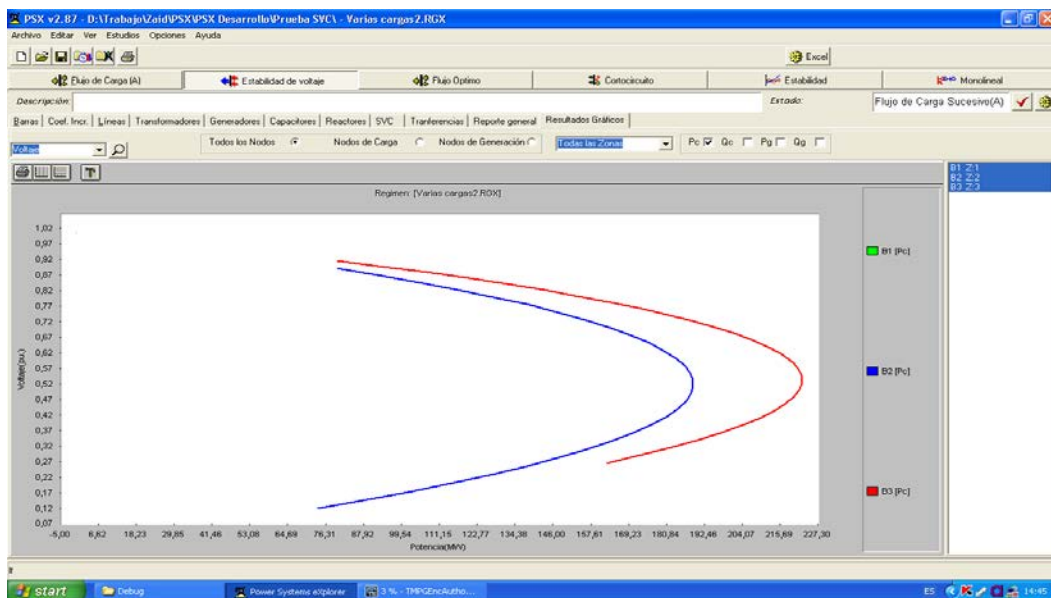 PSX v2.87 - D:\Trabajo\Zaid\PSX\PSX Desarrollo\Prueba SVC\ - Varias cargas2.RGX
Archivo Editar Ver Estudios Opciones Ayuda
Excel
Flujo de Carga (A) Estabilidad de voltaje Flujo Optimo Cortocircuito Estabilidad Monolineal
Descripción: Estado: Flujo de Carga Sucesivo(A)
Barras Coef. Incr. Líneas Transformadores Generadores Capacitores Reactores SVC Tranferencias Reporte general Resultados Gráficos
Voltaje Todos los Nodos Nodos de Carga Nodos de Generación Todas las Zonas Pc Qc Pg Qg
B1 Z:1
B2 Z:2
B3 Z:3
Regimen: [Varias cargas2.RGX]
1,02
0,97
0,92
0,87
0,82
0,77
0,72
0,67
0,62
0,57
0,52
0,47
0,42
0,37
0,32
0,27
0,22
0,17
0,12
0,07
Voltaje(p.u.)
-5,00 6,62 18,23 29,85 41,46 53,08 64,69 76,31 87,92 99,54 111,15 122,77 134,38 146,00 157,61 169,23 180,84 192,46 204,07 215,69 227,30
Potencia(MW)
B1 [Pc]
B2 [Pc]
B3 [Pc]
start Debug Power Systems eXplorer 3 % - TMPGEncAutho... ES 14:45